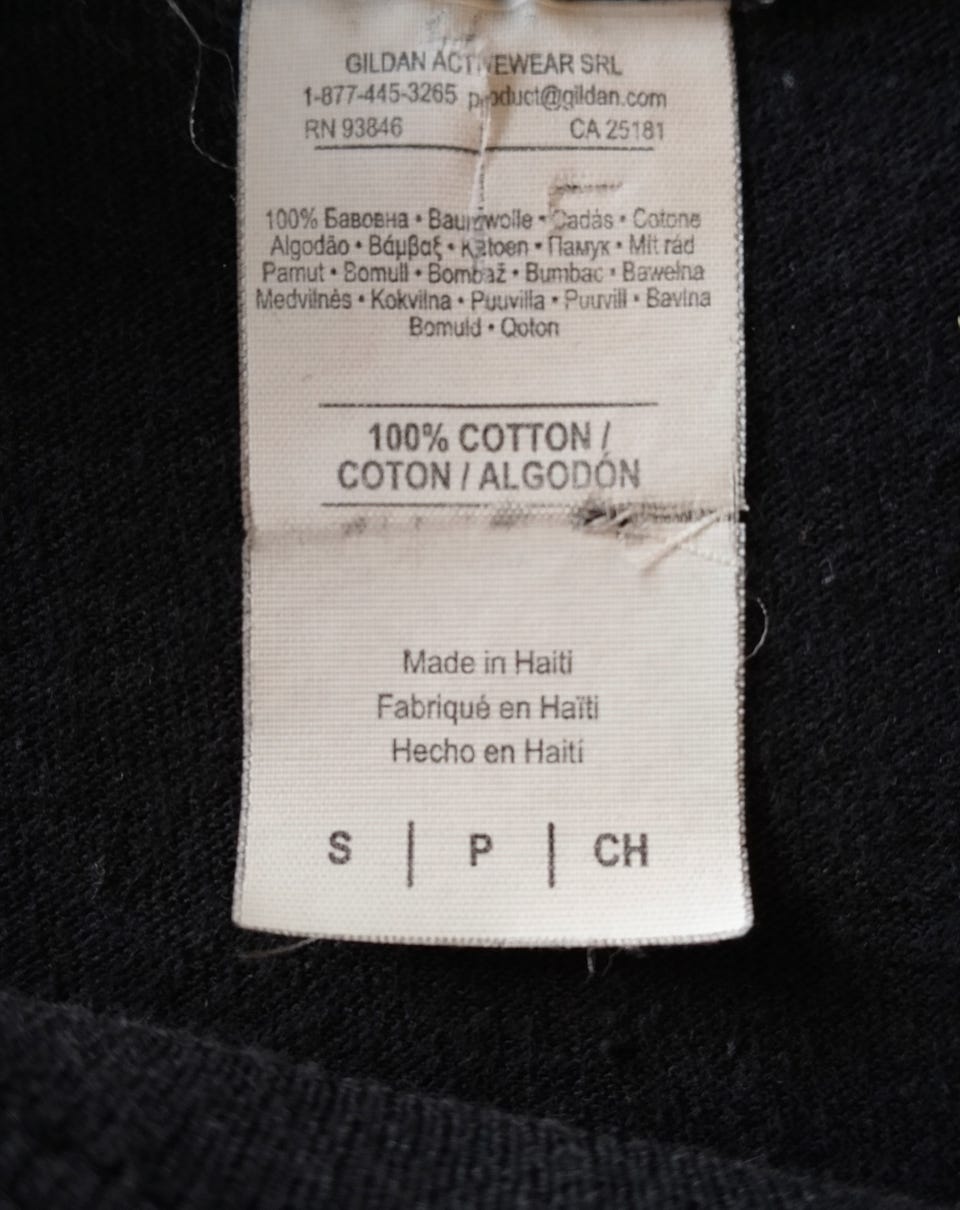 GILDAN ACTIVEWEAR SRL
1-877-445-3265 product@gildan.com
RN 93846 CA 25181
100% Бавовна • Baumwolle • Cadás • Cotone
Algodão • Βάμβαξ • Katoen • Памук • Mít rád
Pamut • Bomull • Bombaž • Bumbac • Bawełna
Medvilnės • Kokvilna • Puuvilla • Puuvill • Bavlna
Bomuld • Qoton
100% COTTON /
COTON / ALGODÓN
Made in Haiti
Fabriqué en Haïti
Hecho en Haití
S | P | CH